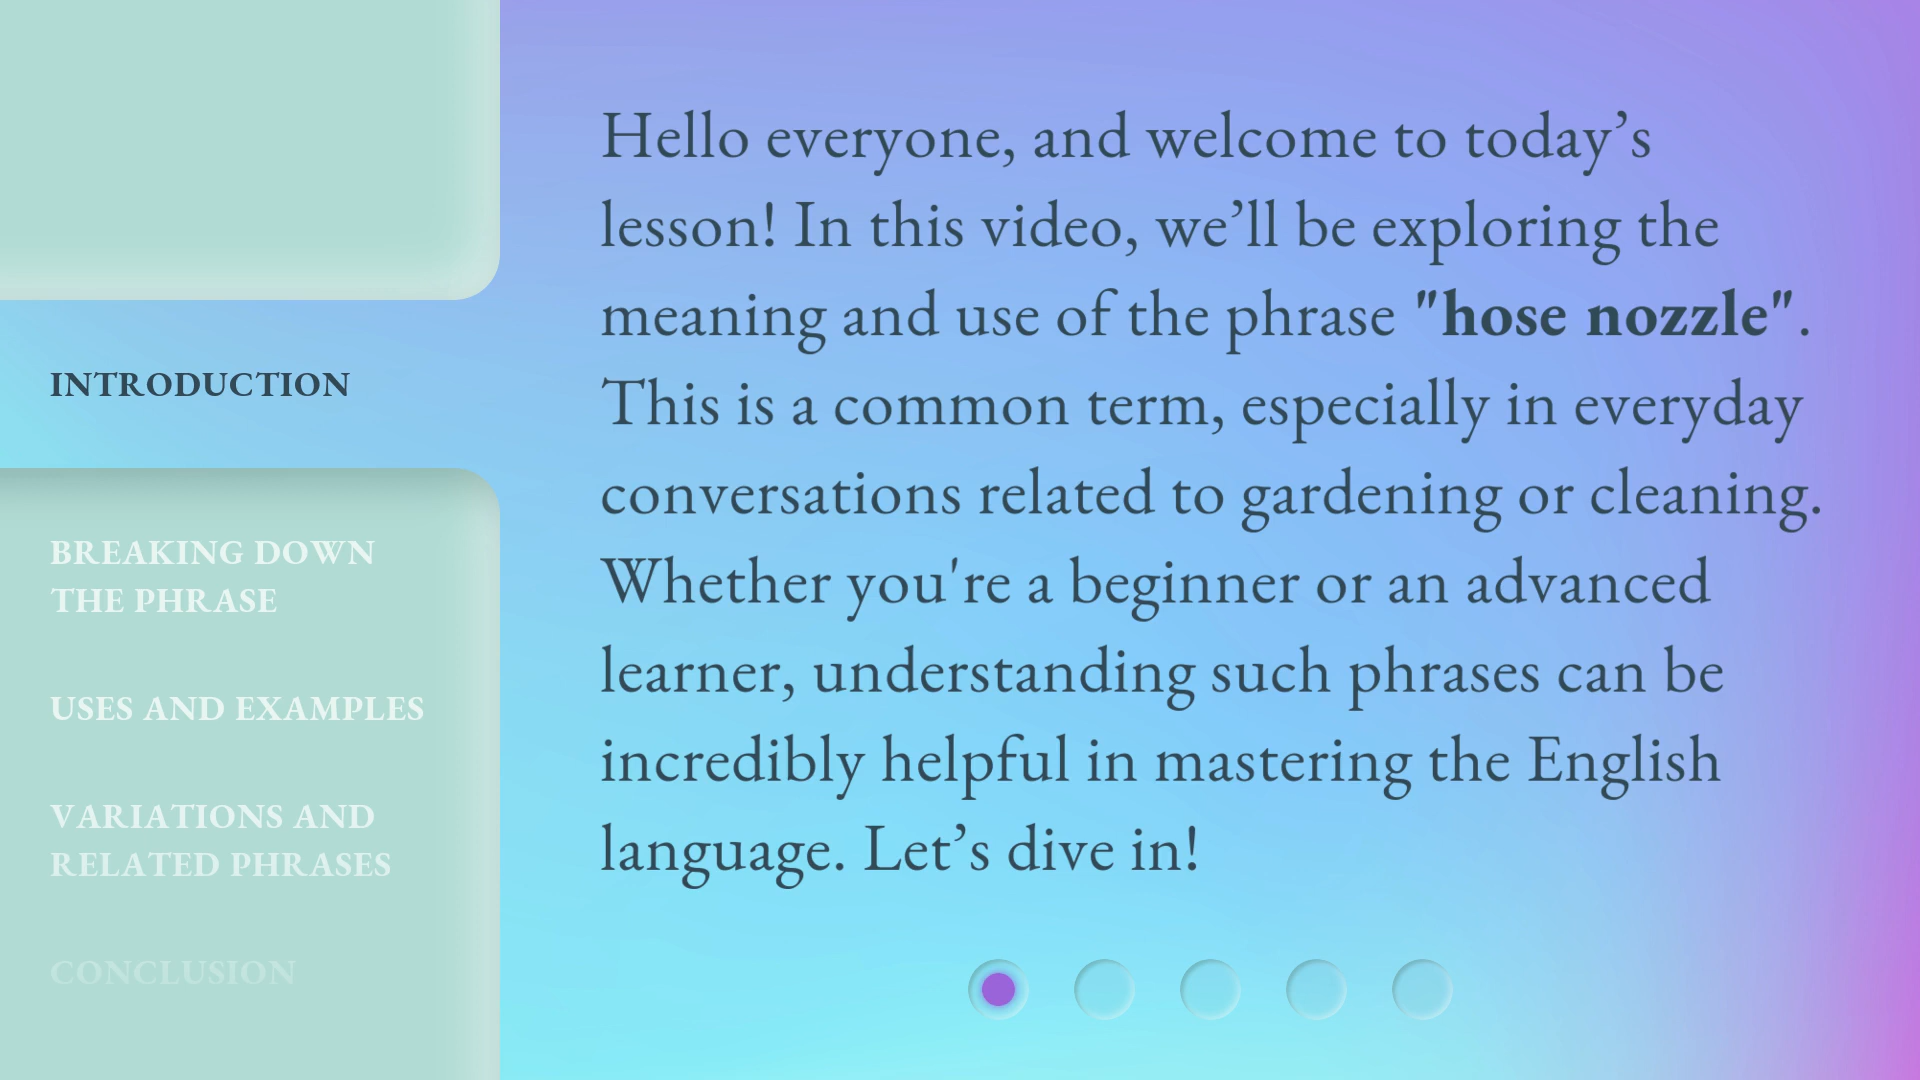 INTRODUCTION
BREAKING DOWN
THE PHRASE
USES AND EXAMPLES
VARIATIONS AND
RELATED PHRASES
CONCLUSION
Hello everyone, and welcome to today’s
lesson! In this video, we’ll be exploring the
meaning and use of the phrase "hose nozzle".
This is a common term, especially in everyday
conversations related to gardening or cleaning.
Whether you're a beginner or an advanced
learner, understanding such phrases can be
incredibly helpful in mastering the English
language. Let’s dive in!